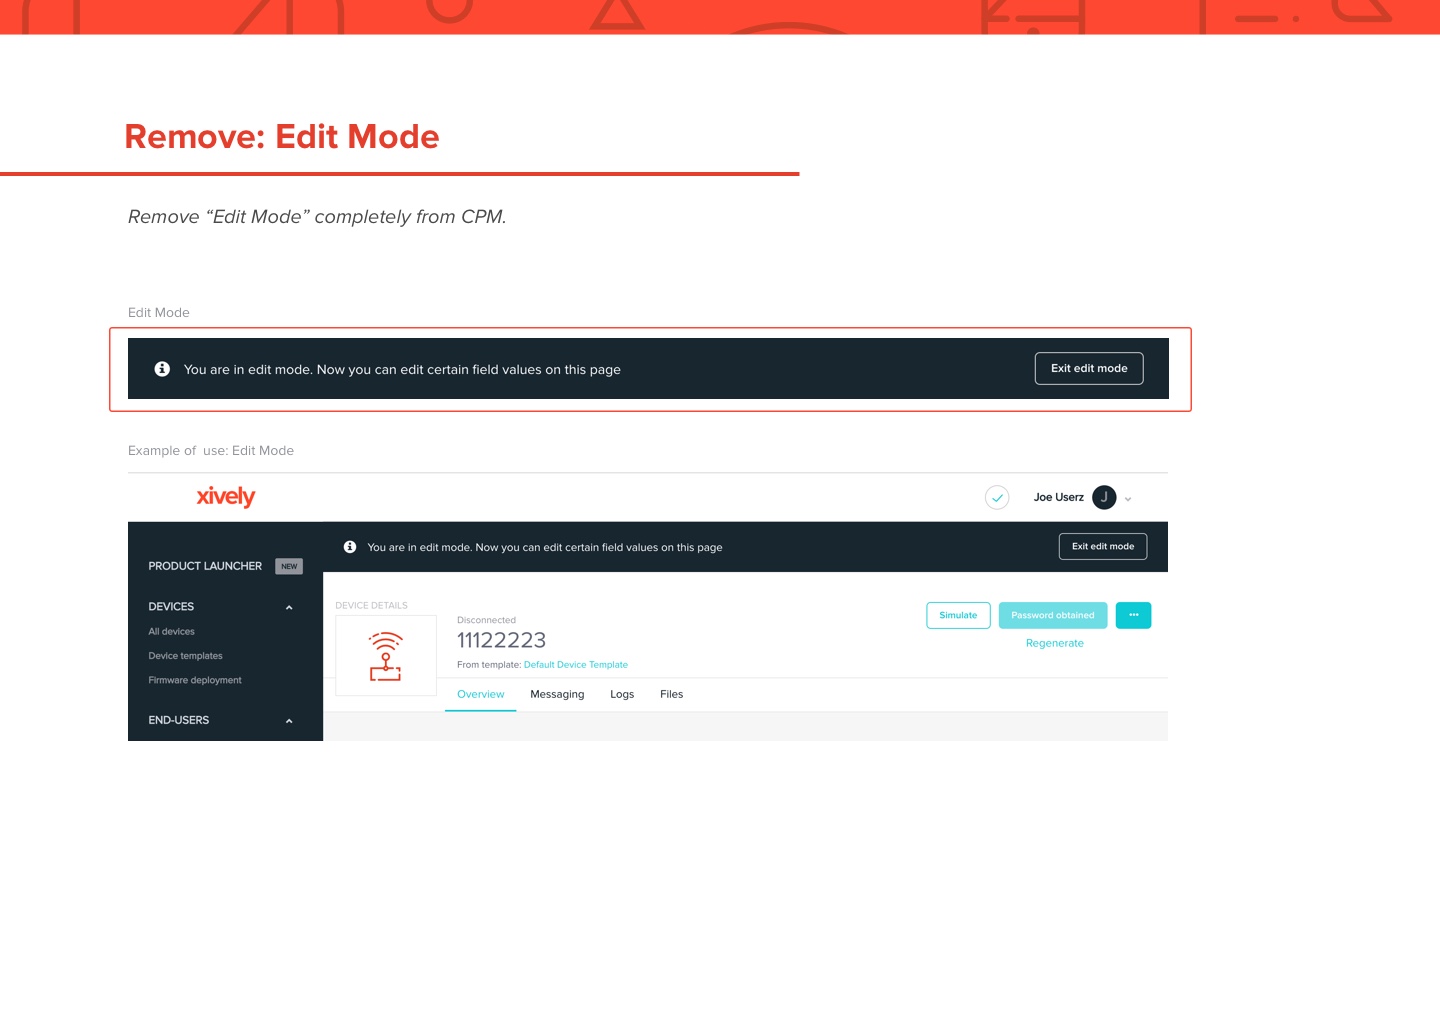 Remove: Edit Mode
Remove “Edit Mode” completely from CPM.
Edit Mode
You are in edit mode. Now you can edit certain field values on this page
Exit edit mode
Example of  use: Edit Mode
xively
Joe Userz
J
You are in edit mode. Now you can edit certain field values on this page
Exit edit mode
PRODUCT LAUNCHER
NEW
DEVICES
All devices
Device templates
Firmware deployment
END-USERS
DEVICE DETAILS
Disconnected
11122223
From template: Default Device Template
Simulate
Password obtained
Regenerate
Overview
Messaging
Logs
Files